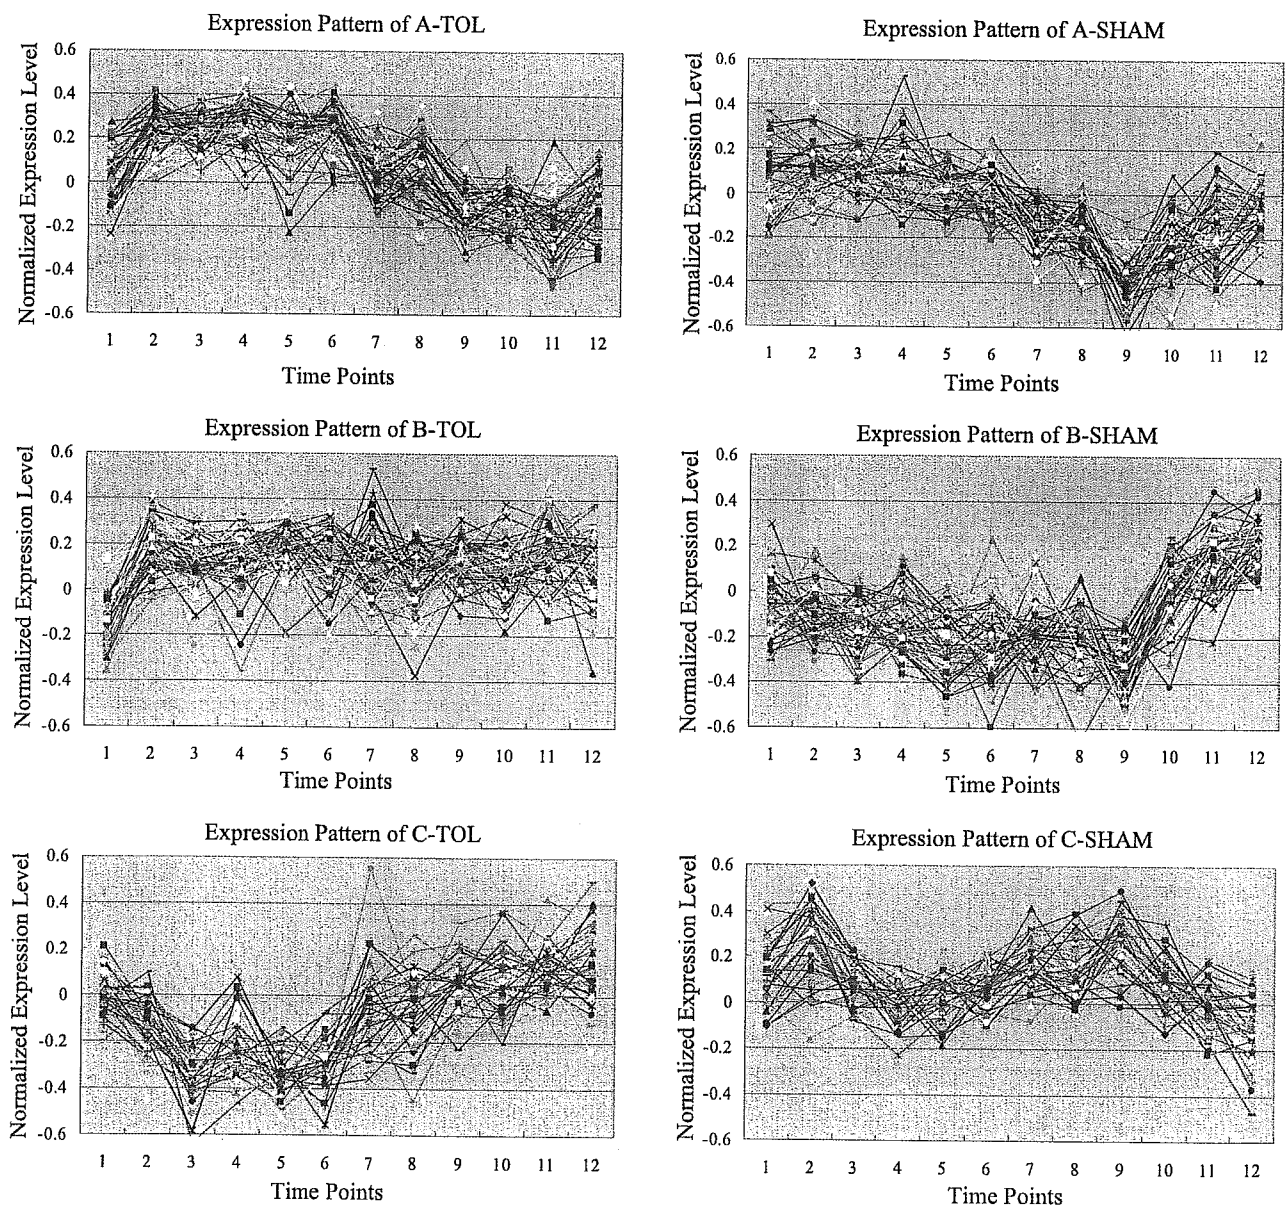 Expression Pattern of A-TOL
Normalized Expression Level
0.6
0.4
0.2
0
-0.2
-0.4
-0.6
1 2 3 4 5 6 7 8 9 10 11 12
Time Points
Expression Pattern of A-SHAM
Normalized Expression Level
0.6
0.4
0.2
0
-0.2
-0.4
-0.6
1 2 3 4 5 6 7 8 9 10 11 12
Time Points
Expression Pattern of B-TOL
Normalized Expression Level
0.6
0.4
0.2
0
-0.2
-0.4
-0.6
1 2 3 4 5 6 7 8 9 10 11 12
Time Points
Expression Pattern of B-SHAM
Normalized Expression Level
0.6
0.4
0.2
0
-0.2
-0.4
-0.6
1 2 3 4 5 6 7 8 9 10 11 12
Time Points
Expression Pattern of C-TOL
Normalized Expression Level
0.6
0.4
0.2
0
-0.2
-0.4
-0.6
1 2 3 4 5 6 7 8 9 10 11 12
Time Points
Expression Pattern of C-SHAM
Normalized Expression Level
0.6
0.4
0.2
0
-0.2
-0.4
-0.6
1 2 3 4 5 6 7 8 9 10 11 12
Time Points